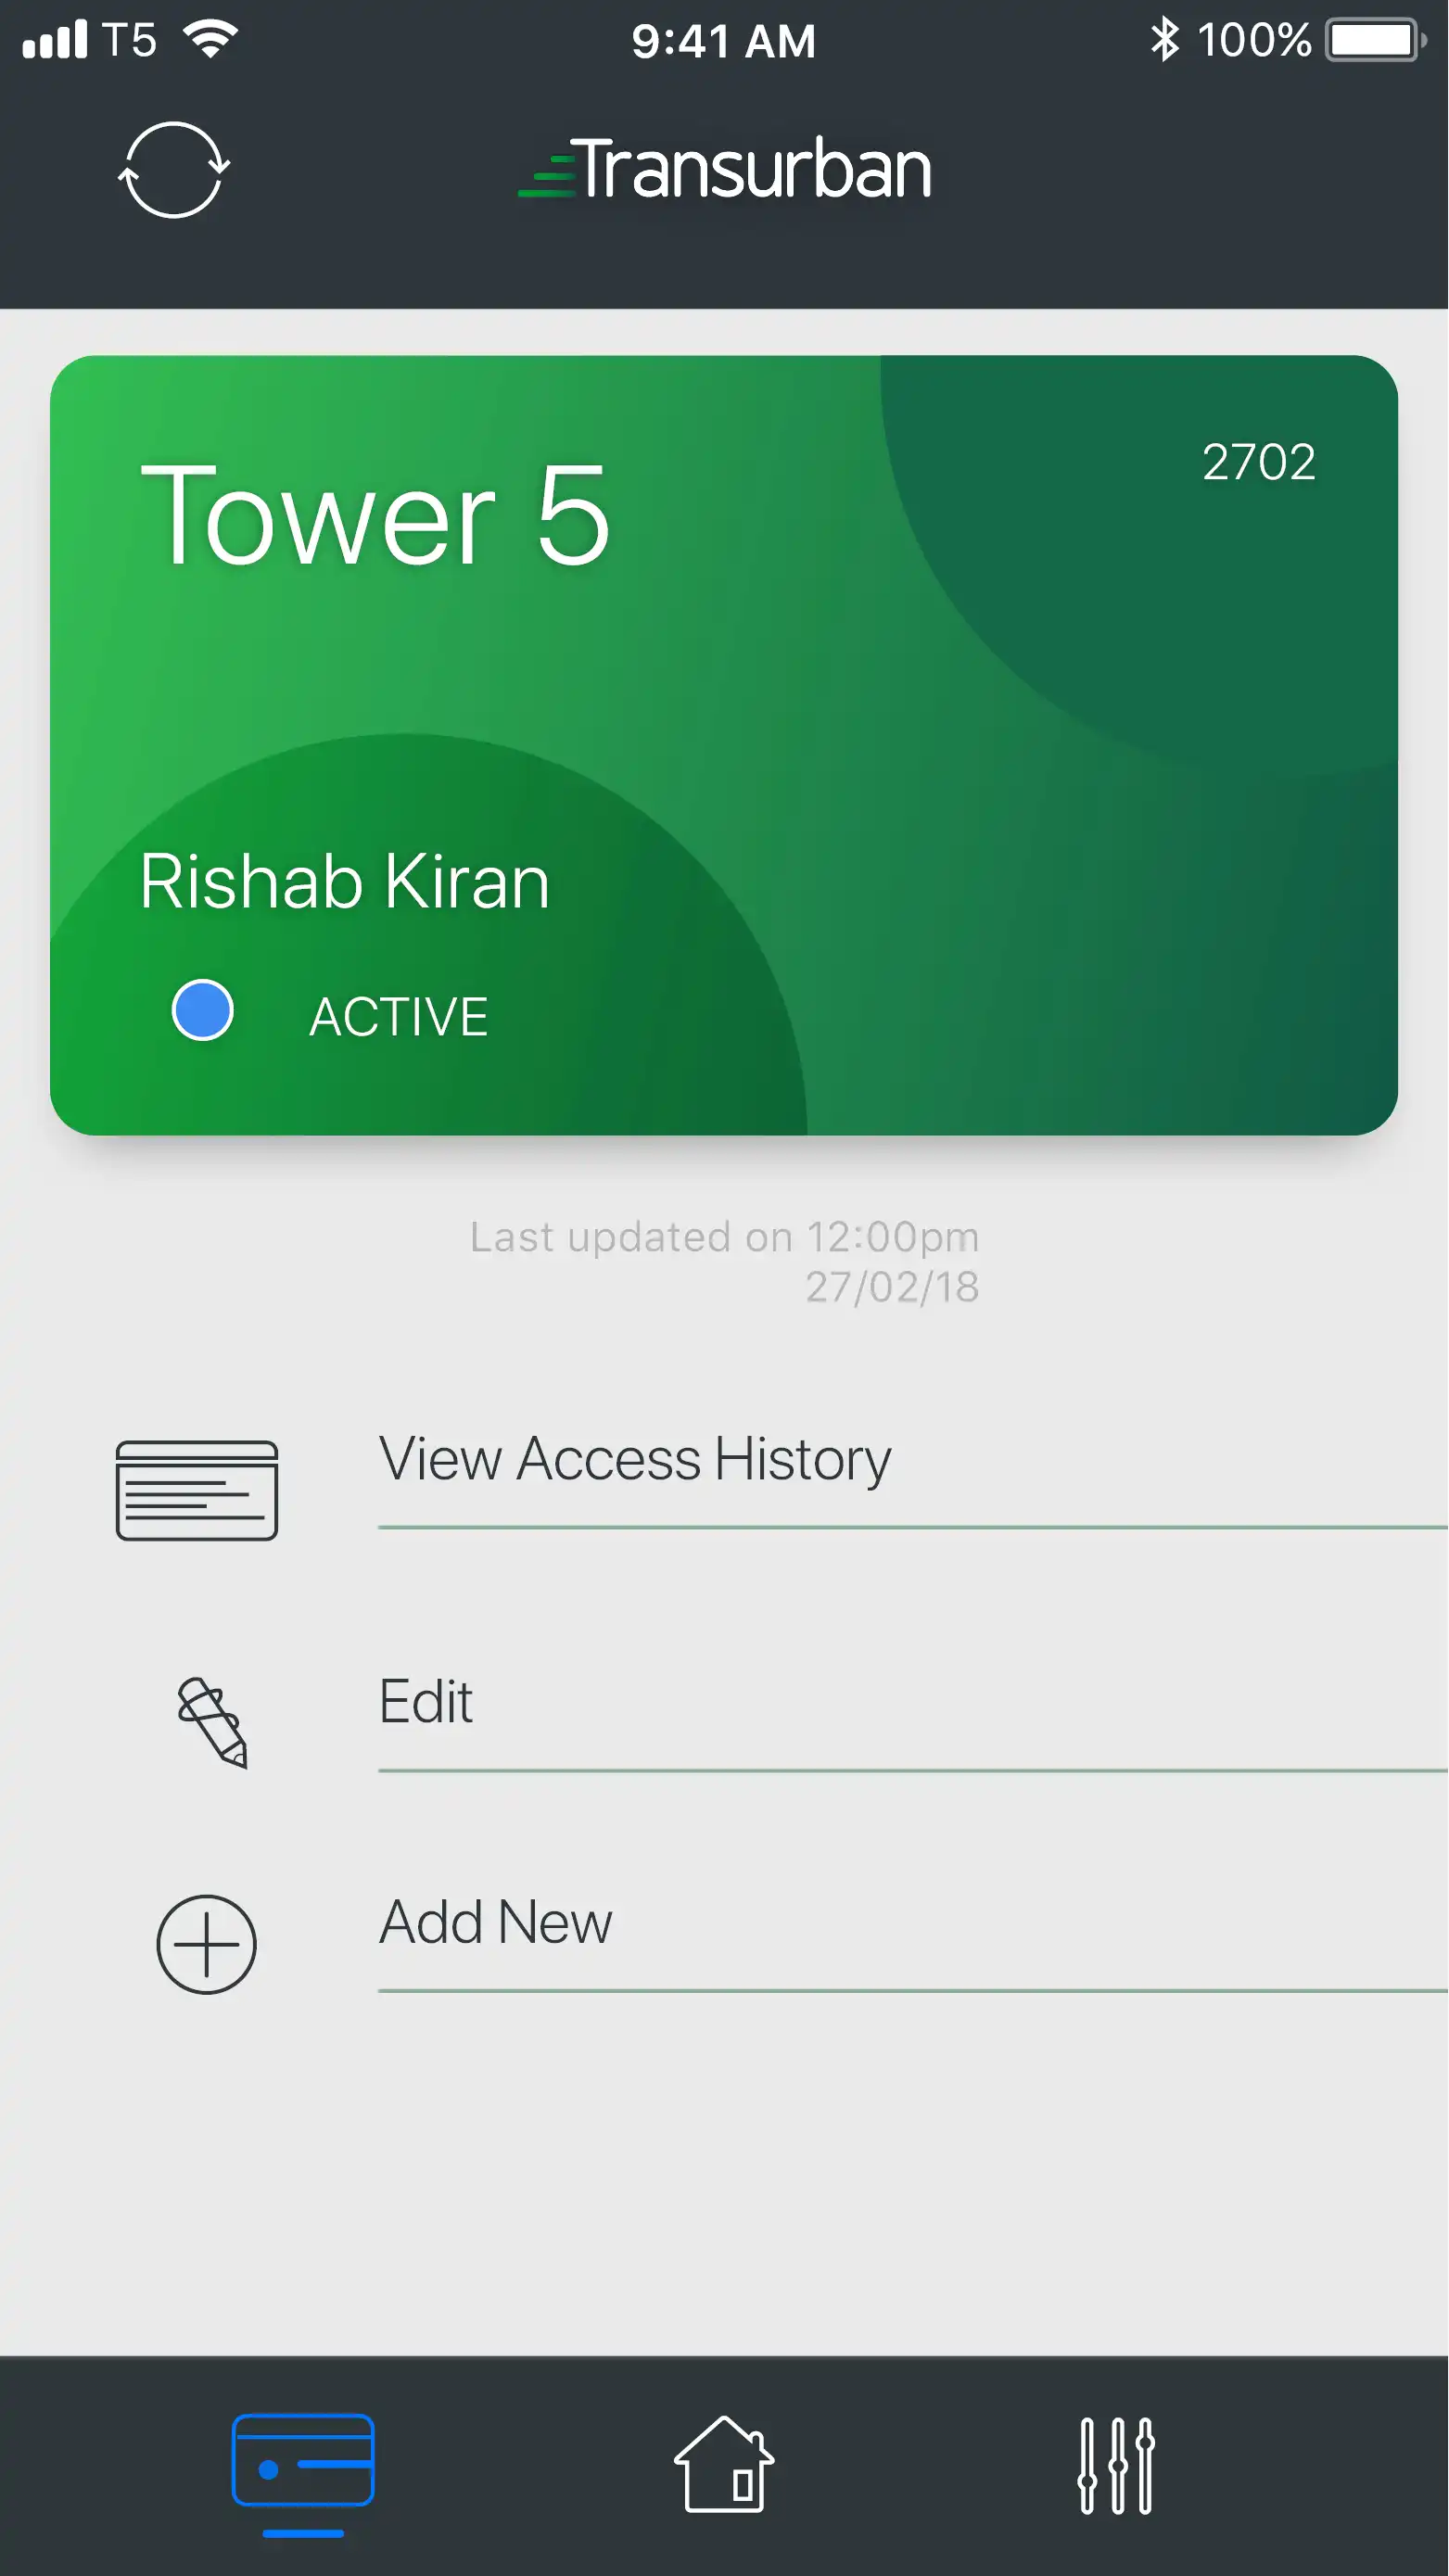 T5 9:41 AM 100%
Transurban
Tower 5
2702
Rishab Kiran
ACTIVE
Last updated on 12:00pm
27/02/18
View Access History
Edit
Add New